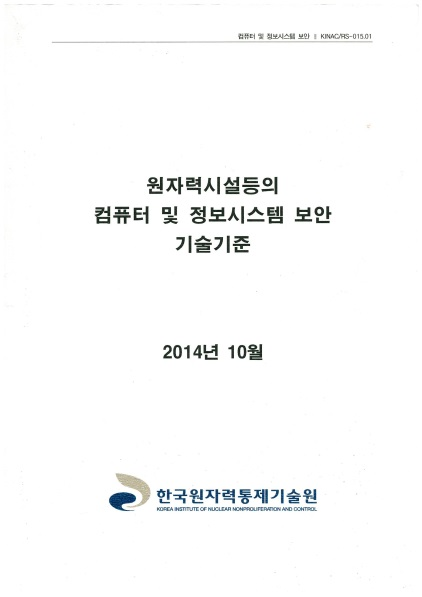 컴퓨터 및 정보시스템 보안 ∥ KINAC/RS-015.01
원자력시설등의
컴퓨터 및 정보시스템 보안
기술기준
2014년 10월
한국원자력통제기술원
KOREA INSTITUTE OF NUCLEAR NONPROLIFERATION AND CONTROL